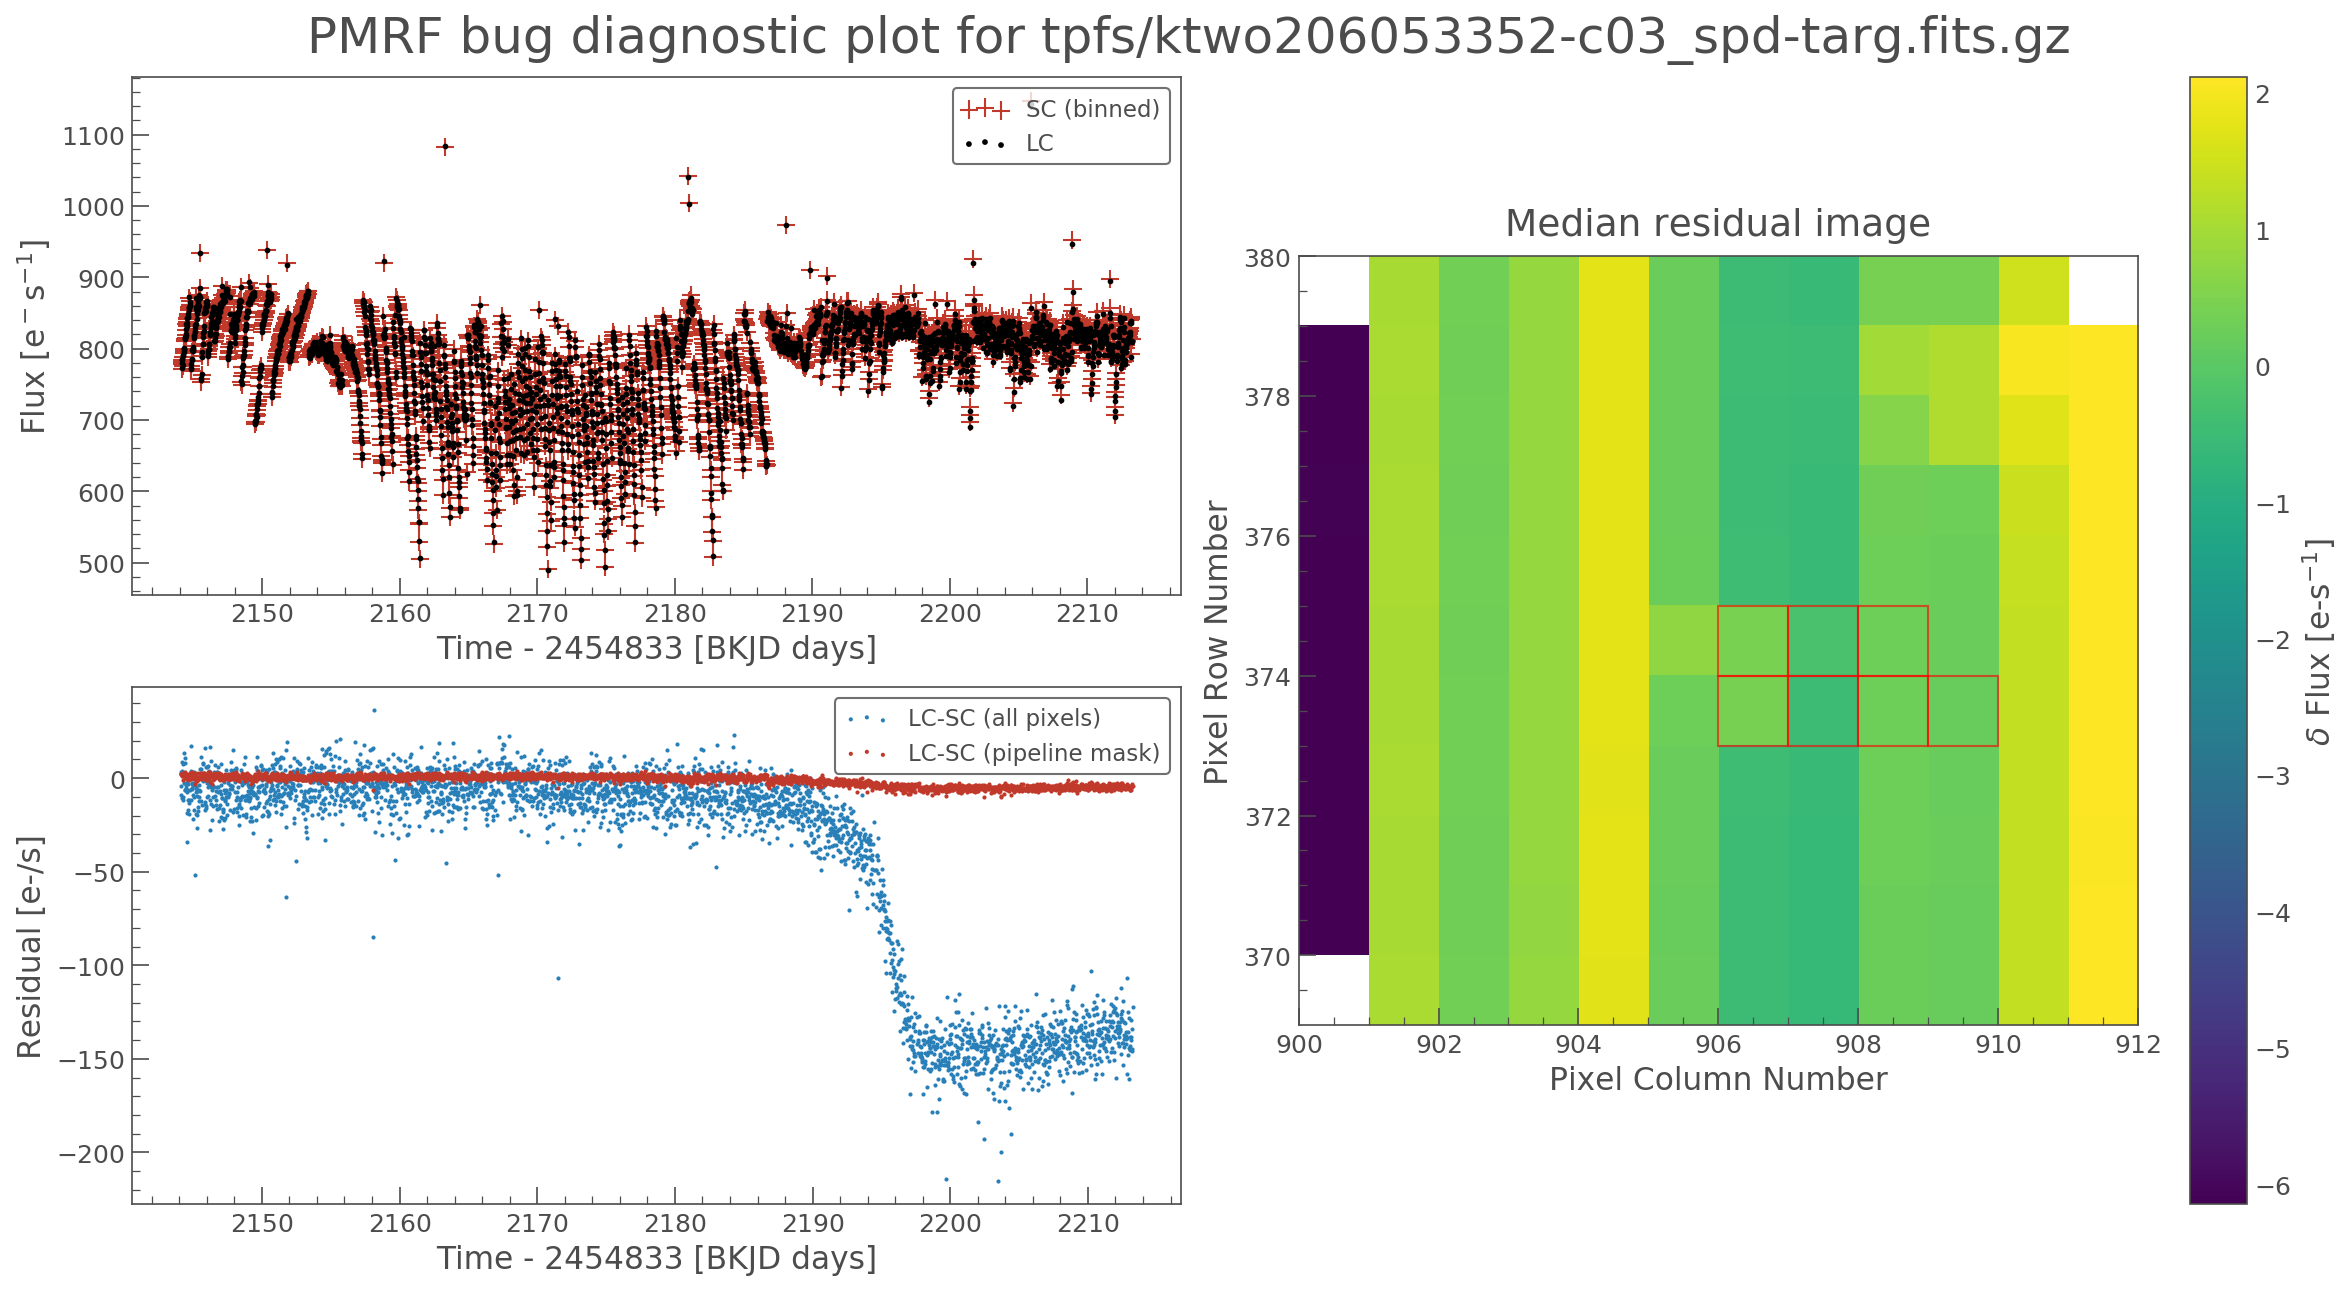 PMRF bug diagnostic plot for tpfs/ktwo206053352-c03_spd-targ.fits.gz
Flux [e⁻ s⁻¹]
1100
1000
900
800
700
600
500
SC (binned)
LC
2150 2160 2170 2180 2190 2200 2210
Time - 2454833 [BKJD days]
Residual [e-/s]
0
−50
−100
−150
−200
LC-SC (all pixels)
LC-SC (pipeline mask)
2150 2160 2170 2180 2190 2200 2210
Time - 2454833 [BKJD days]
Median residual image
Pixel Row Number
380
378
376
374
372
370
900 902 904 906 908 910 912
Pixel Column Number
2
1
0
−1
−2
−3
−4
−5
−6
δ Flux [e-s⁻¹]